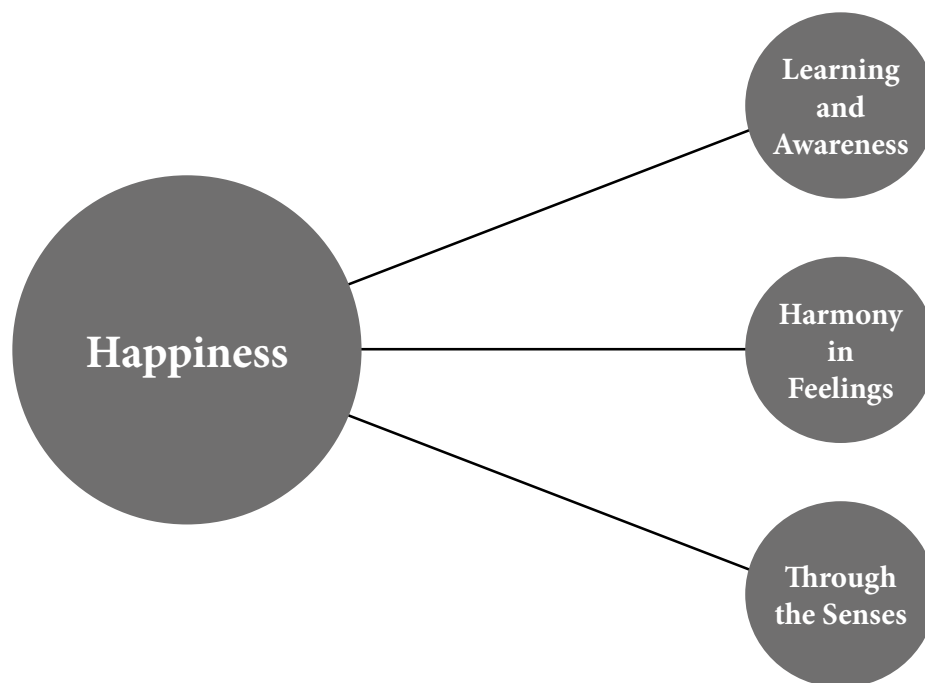 Happiness
Learning
and
Awareness
Harmony
in
Feelings
Through
the Senses